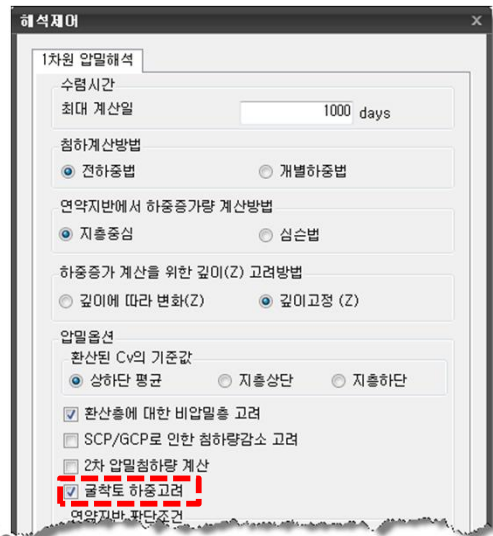 해석제어 x
1차원 압밀해석
수렴시간
최대 계산일 1000 days
침하계산방법
전하중법 개별하중법
연약지반에서 하중증가량 계산방법
지층중심 심슨법
하중증가 계산을 위한 깊이(Z) 고려방법
깊이에 따라 변화(Z) 깊이고정 (Z)
압밀옵션
환산된 Cv의 기준값
상하단 평균 지층상단 지층하단
환산층에 대한 비압밀층 고려
SCP/GCP로 인한 침하량감소 고려
2차 압밀침하량 계산
굴착토 하중고려
연약지반 판단조건